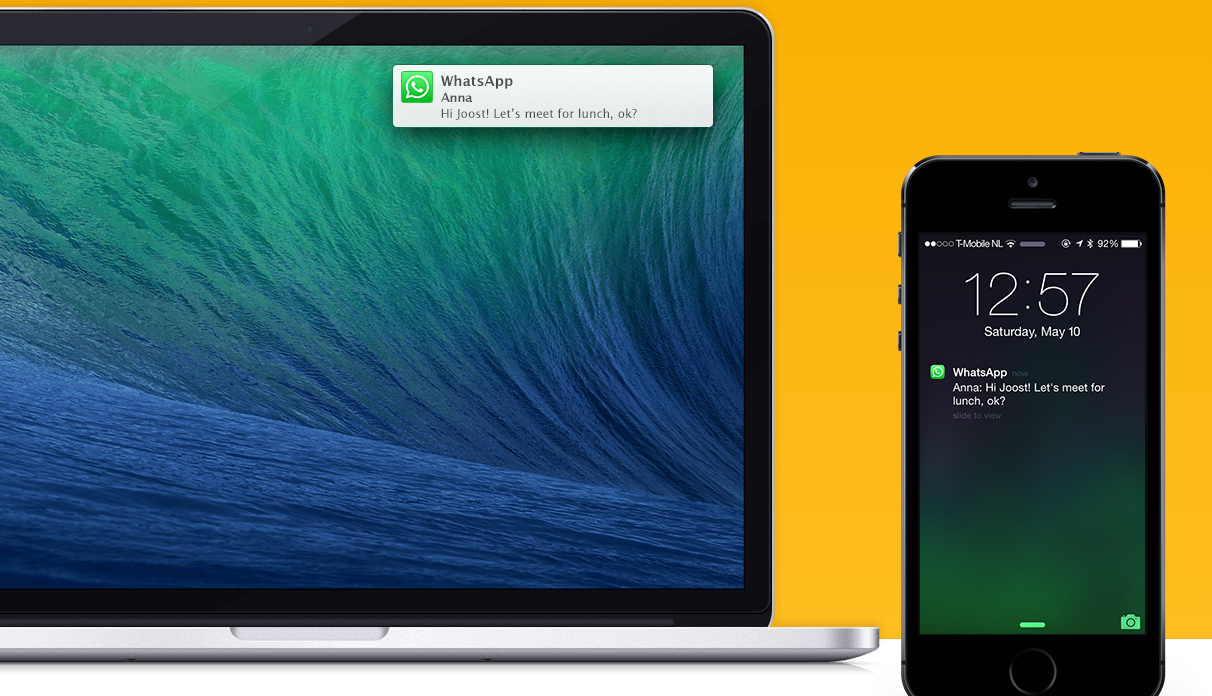 WhatsApp
Anna
Hi Joost! Let's meet for lunch, ok?
T-Mobile NL 92%
12:57
Saturday, May 10
WhatsApp now
Anna: Hi Joost! Let's meet for
lunch, ok?
slide to view